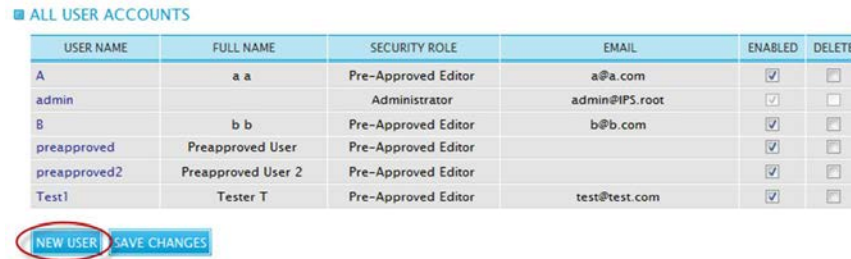 ALL USER ACCOUNTS
USER NAME FULL NAME SECURITY ROLE EMAIL ENABLED DELETE
A a a Pre-Approved Editor a@a.com
admin Administrator admin@IPS.root
B b b Pre-Approved Editor b@b.com
preapproved Preapproved User Pre-Approved Editor
preapproved2 Preapproved User 2 Pre-Approved Editor
Test1 Tester T Pre-Approved Editor test@test.com
NEW USER SAVE CHANGES